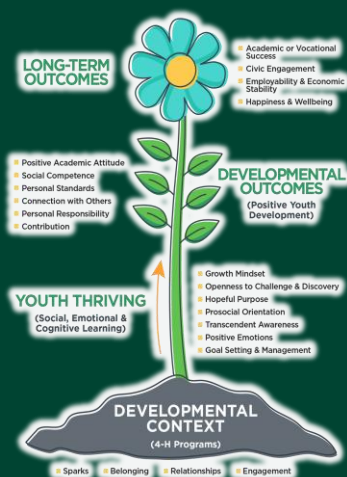 LONG-TERM
OUTCOMES
Academic or Vocational
Success
Civic Engagement
Employability & Economic
Stability
Happiness & Wellbeing
Positive Academic Attitude
Social Competence
Personal Standards
Connection with Others
Personal Responsibility
Contribution
DEVELOPMENTAL
OUTCOMES
(Positive Youth
Development)
YOUTH THRIVING
(Social, Emotional &
Cognitive Learning)
Growth Mindset
Openness to Challenge & Discovery
Hopeful Purpose
Prosocial Orientation
Transcendent Awareness
Positive Emotions
Goal Setting & Management
DEVELOPMENTAL
CONTEXT
(4-H Programs)
Sparks Belonging Relationships Engagement